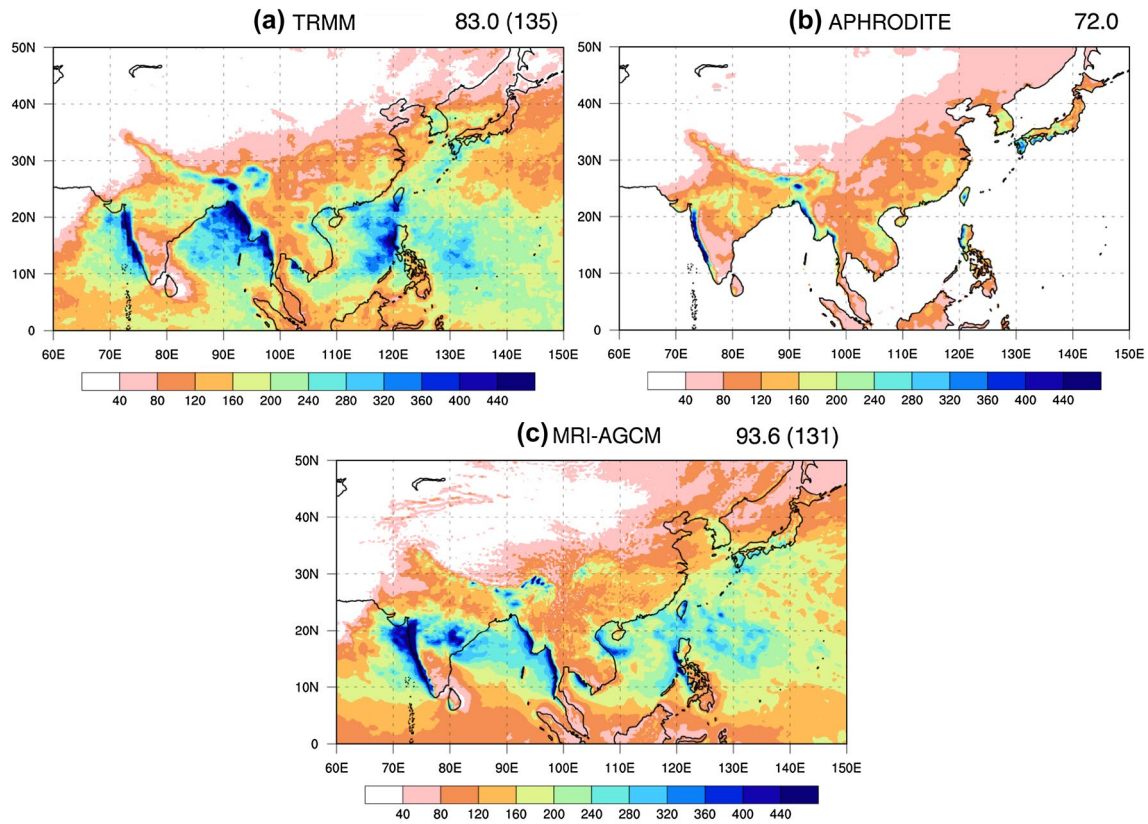 (a) TRMM 83.0 (135)
50N
40N
30N
20N
10N
0
60E 70E 80E 90E 100E 110E 120E 130E 140E 150E
40 80 120 160 200 240 280 320 360 400 440
(b) APHRODITE 72.0
50N
40N
30N
20N
10N
0
60E 70E 80E 90E 100E 110E 120E 130E 140E 150E
40 80 120 160 200 240 280 320 360 400 440
(c) MRI-AGCM 93.6 (131)
50N
40N
30N
20N
10N
0
60E 70E 80E 90E 100E 110E 120E 130E 140E 150E
40 80 120 160 200 240 280 320 360 400 440